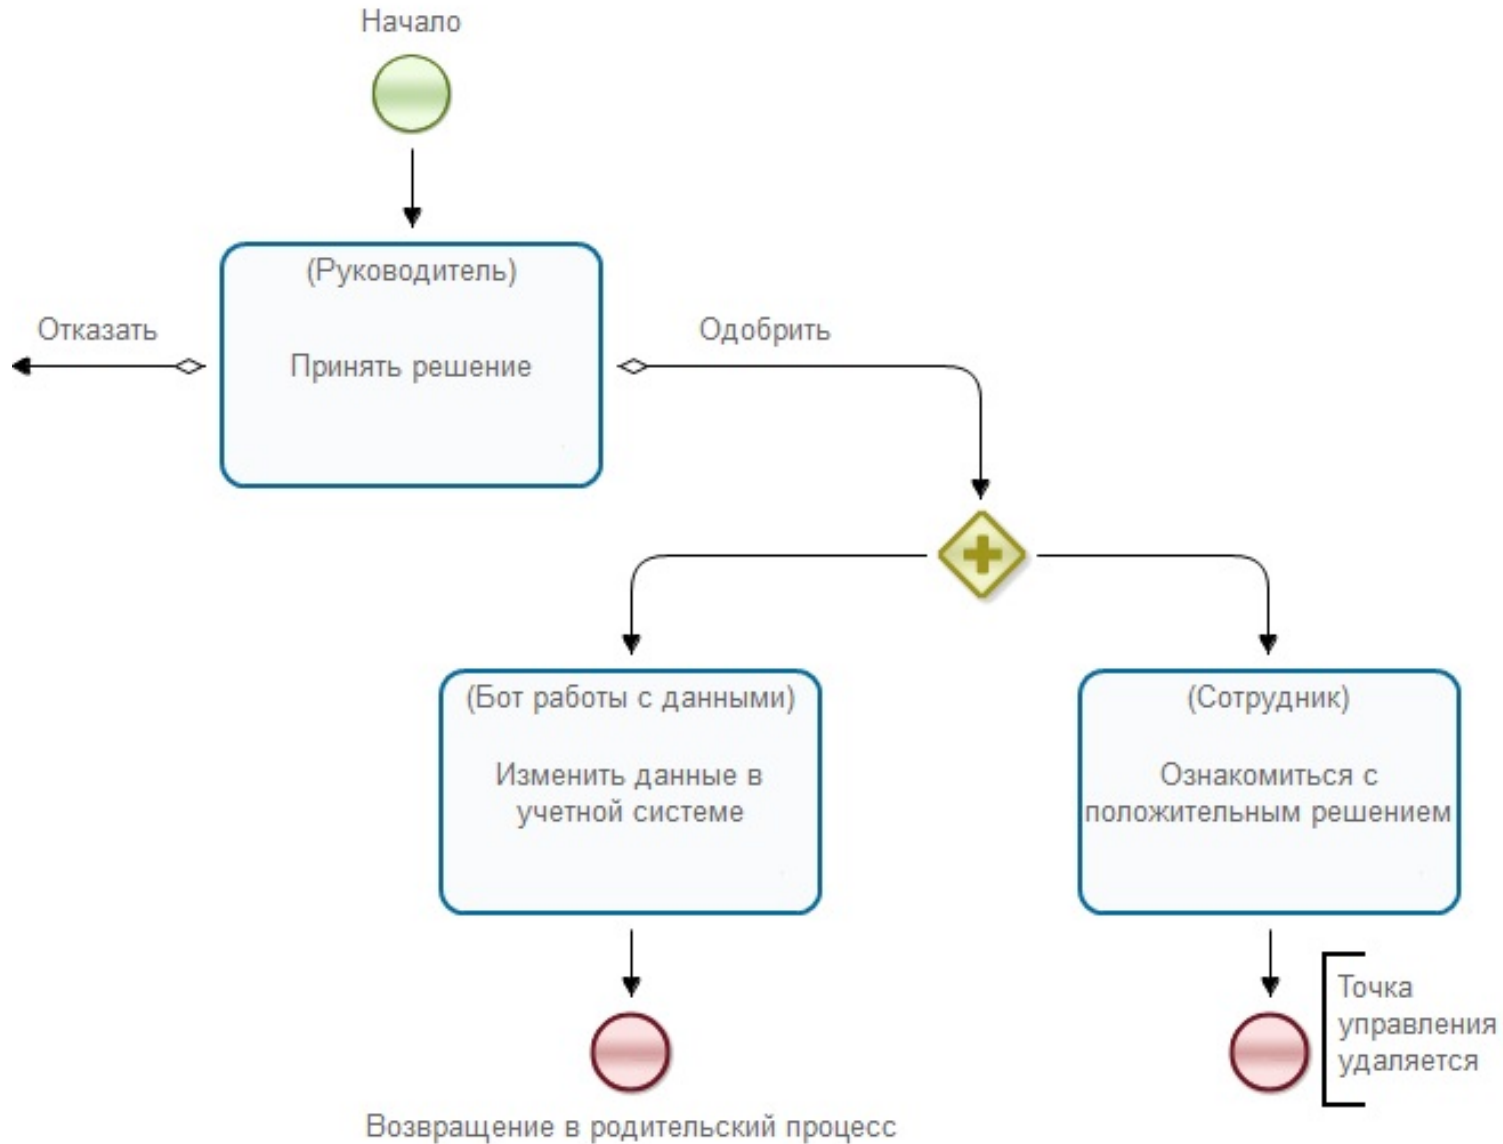 Начало
(Руководитель)
Отказать
Принять решение
Одобрить
(Бот работы с данными)
Изменить данные в
учетной системе
(Сотрудник)
Ознакомиться с
положительным решением
Точка
управления
удаляется
Возвращение в родительский процесс